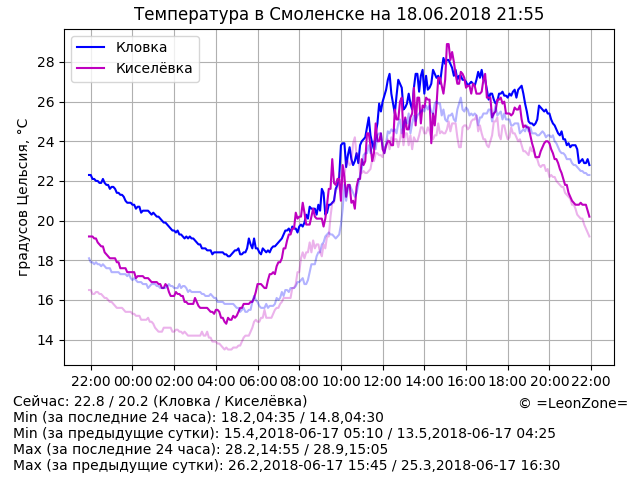 Температура в Смоленске на 18.06.2018 21:55
Кловка
Киселёвка
градусов Цельсия, °C
28
26
24
22
20
18
16
14
22:00 00:00 02:00 04:00 06:00 08:00 10:00 12:00 14:00 16:00 18:00 20:00 22:00
Сейчас: 22.8 / 20.2 (Кловка / Киселёвка)
© =LeonZone=
Min (за последние 24 часа): 18.2,04:35 / 14.8,04:30
Min (за предыдущие сутки): 15.4,2018-06-17 05:10 / 13.5,2018-06-17 04:25
Max (за последние 24 часа): 28.2,14:55 / 28.9,15:05
Max (за предыдущие сутки): 26.2,2018-06-17 15:45 / 25.3,2018-06-17 16:30